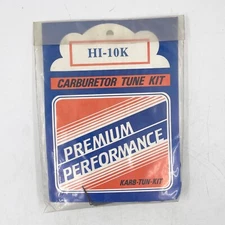 HI-10K
CARBURETOR TUNE KIT
PREMIUM
PERFORMANCE
KARB-TUN-KIT